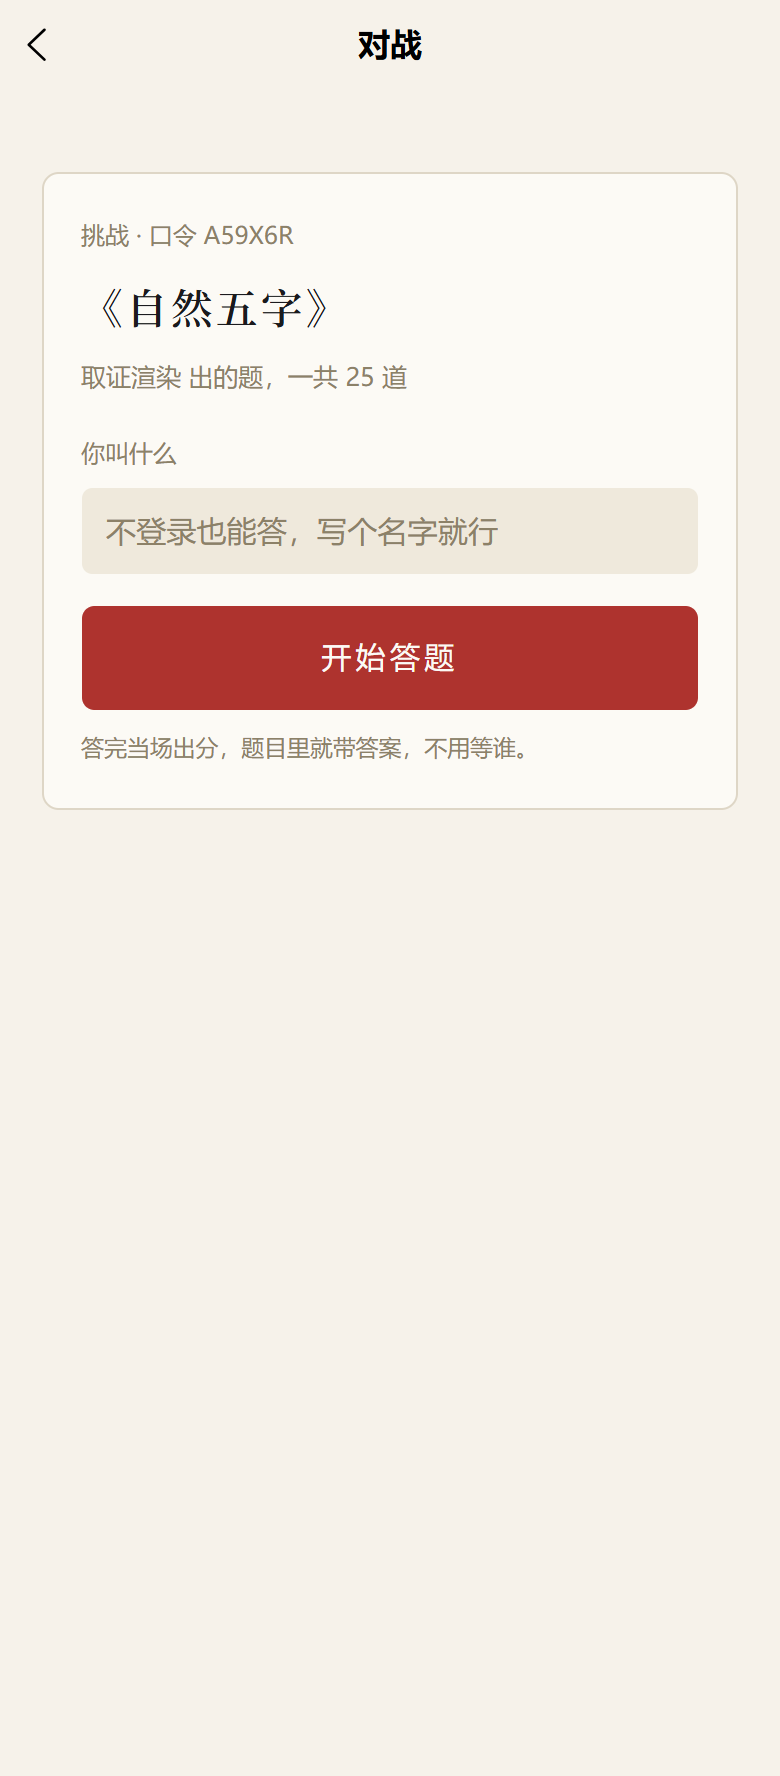 对战
挑战 · 口令 A59X6R
《自然五字》
取证渲染 出的题，一共 25 道
你叫什么
不登录也能答，写个名字就行
开始答题
答完当场出分，题目里就带答案，不用等谁。